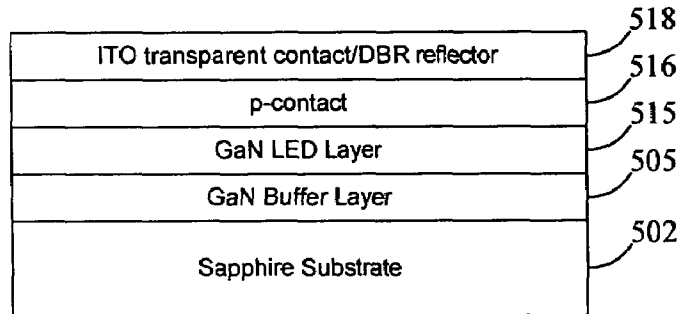 518
ITO transparent contact/DBR reflector
516
p-contact
515
GaN LED Layer
505
GaN Buffer Layer
502
Sapphire Substrate